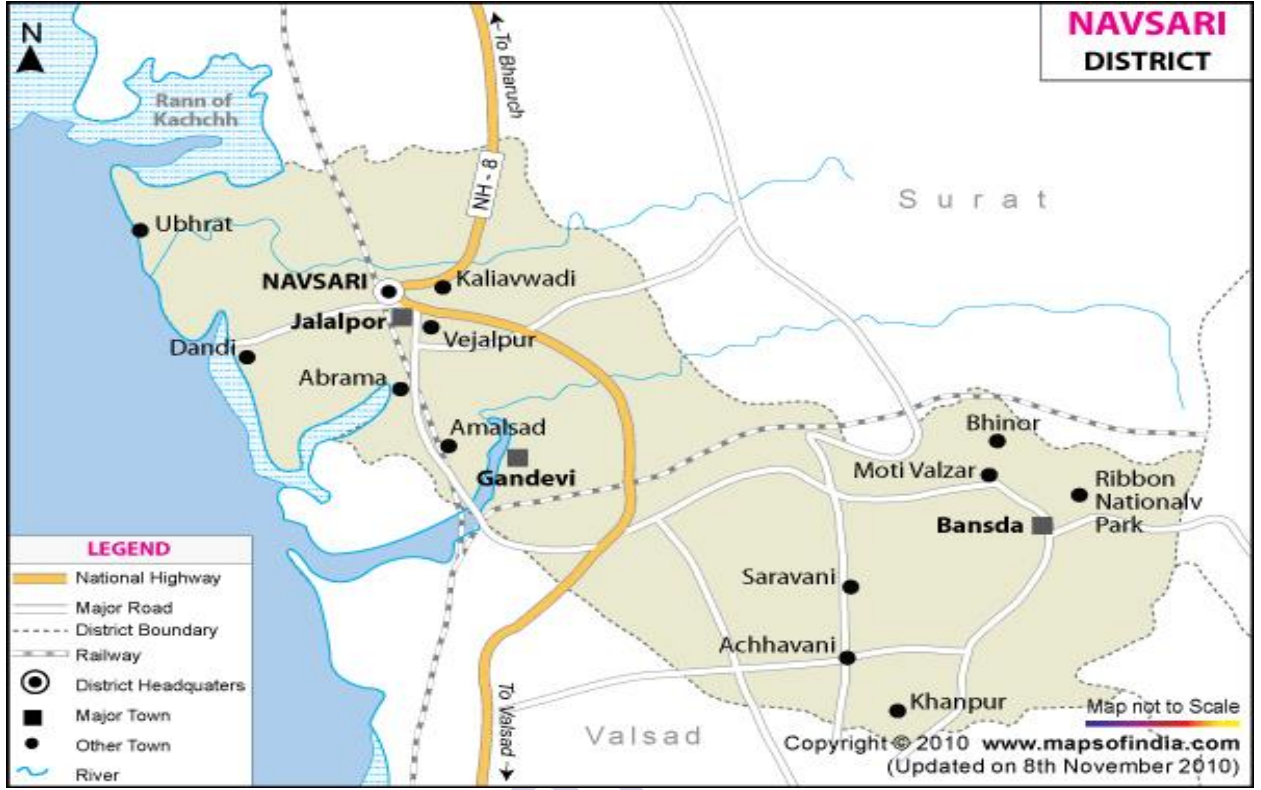 N
NAVSARI
DISTRICT
To Bharuch
Rann of
Kachchh
NH - 8
Surat
Ubhrat
NAVSARI
Kaliavwadi
Jalalpor
Vejalpur
Dandi
Abrama
Amalsad
Gandevi
Bhinor
Moti Valzar
Ribbon
Nationalv
Park
Bansda
Saravani
Achhavani
Khanpur
To Valsad
Valsad
LEGEND
National Highway
Major Road
District Boundary
Railway
District Headquaters
Major Town
Other Town
River
Map not to Scale
Copyright © 2010 www.mapsofindia.com
(Updated on 8th November 2010)